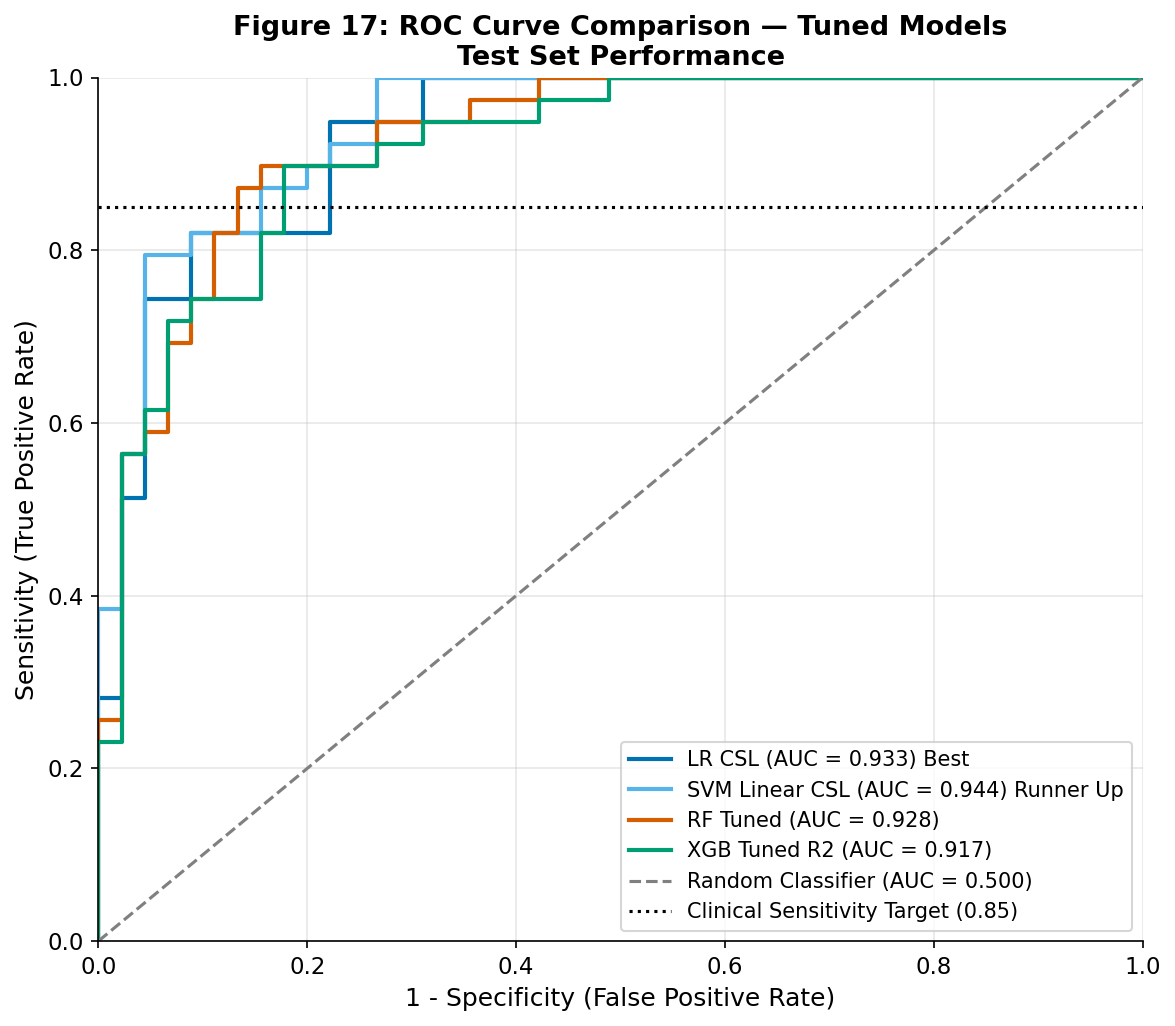 Figure 17: ROC Curve Comparison — Tuned Models
Test Set Performance
Sensitivity (True Positive Rate)
1.0
0.8
0.6
0.4
0.2
0.0
LR CSL (AUC = 0.933) Best
SVM Linear CSL (AUC = 0.944) Runner Up
RF Tuned (AUC = 0.928)
XGB Tuned R2 (AUC = 0.917)
Random Classifier (AUC = 0.500)
Clinical Sensitivity Target (0.85)
0.0 0.2 0.4 0.6 0.8 1.0
1 - Specificity (False Positive Rate)